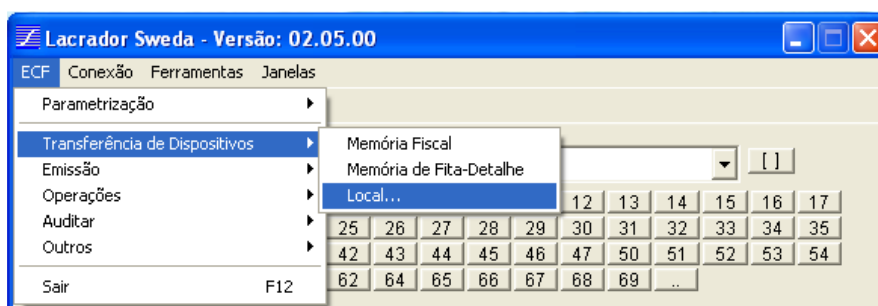 Lacrador Sweda - Versão: 02.05.00
ECF Conexão Ferramentas Janelas
Parametrização
Transferência de Dispositivos
Memória Fiscal
Emissão
Memória de Fita-Detalhe
[ ]
Operações
Local...
12 13 14 15 16 17
Auditar
25 26 27 28 29 30 31 32 33 34 35
Outros
42 43 44 45 46 47 50 51 52 53 54
Sair F12
62 64 65 66 67 68 69 ..